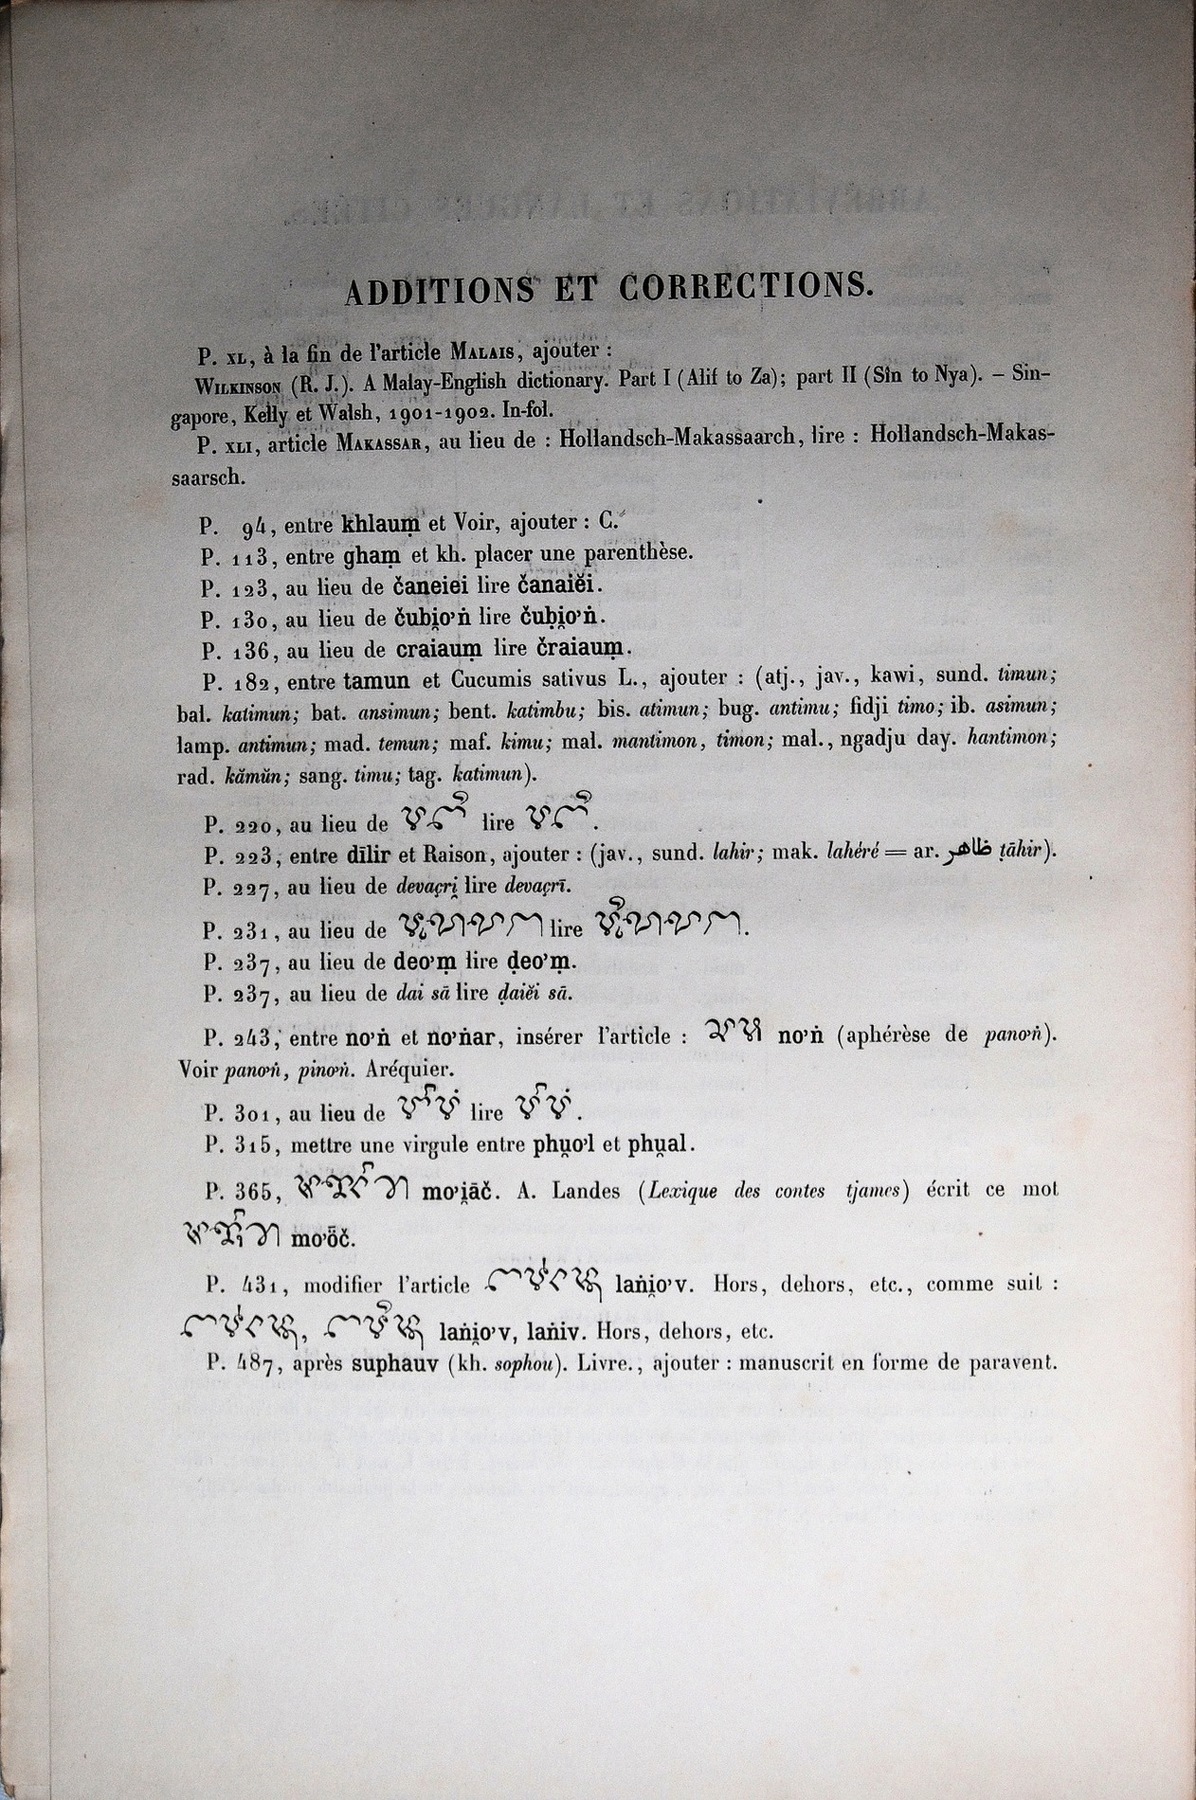 ADDITIONS ET CORRECTIONS.
P. XL, à la fin de l'article MALAIS, ajouter :
WILKINSON (R. J.). A Malay-English dictionary. Part I (Alif to Za); part II (Sîn to Nya). – Sin-
gapore, Kelly et Walsh, 1901-1902. In-fol.
P. XLI, article MAKASSAR, au lieu de : Hollandsch-Makassaarch, lire : Hollandsch-Makas-
saarsch.
P. 94, entre khlauṃ et Voir, ajouter : C.
P. 113, entre ghaṃ et kh. placer une parenthèse.
P. 123, au lieu de čaneiei lire čanaiĕi.
P. 130, au lieu de čubi̯o'ṅ lire čuḅi̯o'ṅ.
P. 136, au lieu de craiauṃ lire čraiauṃ.
P. 182, entre tamun et Cucumis sativus L., ajouter : (atj., jav., kawi, sund. timun;
bal. katimun; bat. ansimun; bent. katimbu; bis. atimun; bug. antimu; fidji timo; ib. asimun;
lamp. antimun; mad. temun; maf. kimu; mal. mantimon, timon; mal., ngadju day. hantimon;
rad. kămŭn; sang. timu; tag. katimun).
P. 220, au lieu de lire .
P. 223, entre dīlir et Raison, ajouter : (jav., sund. lahir; mak. lahéré = ar. ظاهر ṭāhir).
P. 227, au lieu de devaçri̯ lire devaçrī.
P. 231, au lieu de lire .
P. 237, au lieu de deo'ṃ lire ḍeo'ṃ.
P. 237, au lieu de dai sā lire ḍaiĕi sā.
P. 243, entre no'ṅ et no'ṅar, insérer l'article : no'ṅ (aphérèse de pano'ṅ).
Voir pano'ṅ, pino'ṅ. Aréquier.
P. 301, au lieu de lire .
P. 315, mettre une virgule entre phu̯o'l et phu̯al.
P. 365, mo'i̯āč. A. Landes (Lexique des contes tjames) écrit ce mot
mo'ȫč.
P. 431, modifier l'article laṅi̯o'v. Hors, dehors, etc., comme suit :
, laṅi̯o'v, laṅiv. Hors, dehors, etc.
P. 487, après suphauv (kh. sophou). Livre., ajouter : manuscrit en forme de paravent.